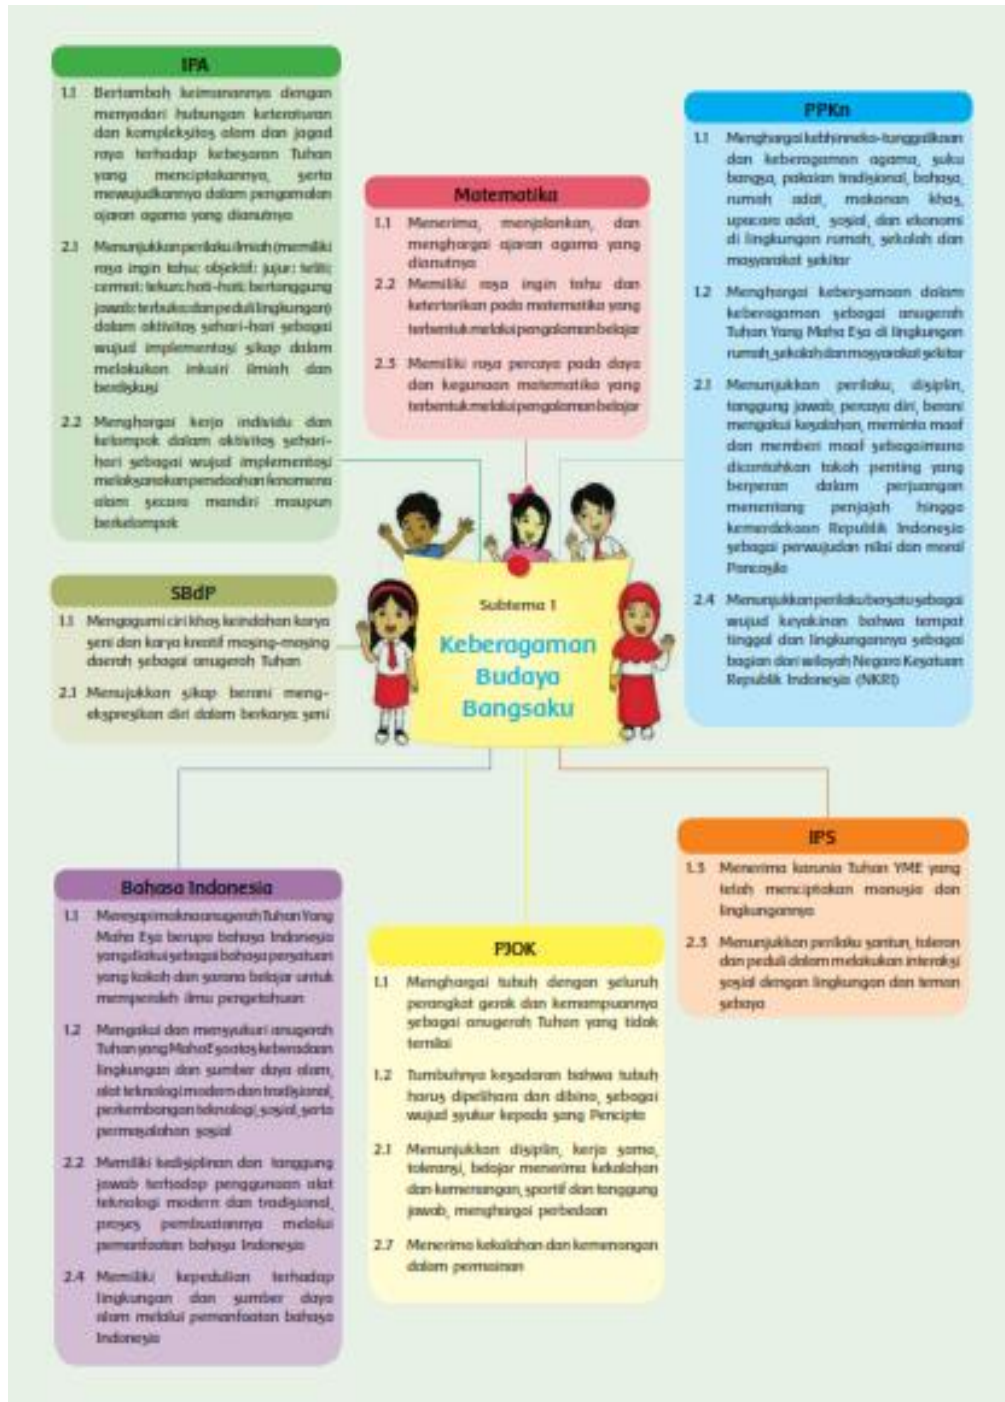 IPA
1.1 Bertambah keimanannya dengan
menyadari hubungan keteraturan
dan kompleksitas alam dan jagad
raya terhadap kebesaran Tuhan
yang menciptakannya, serta
mewujudkannya dalam pengamalan
ajaran agama yang dianutnya
2.1 Menunjukkan perilaku ilmiah (memiliki
rasa ingin tahu; objektif; jujur; teliti;
cermat; tekun; hati-hati; bertanggung
jawab; terbuka; dan peduli lingkungan)
dalam aktivitas sehari-hari sebagai
wujud implementasi sikap dalam
melakukan inkuiri ilmiah dan
berdiskusi
2.2 Menghargai kerja individu dan
kelompok dalam aktivitas sehari-
hari sebagai wujud implementasi
melaksanakan penelaahan fenomena
alam secara mandiri maupun
berkelompok
Matematika
1.1 Menerima, menjalankan, dan
menghargai ajaran agama yang
dianutnya
2.2 Memiliki rasa ingin tahu dan
ketertarikan pada matematika yang
terbentuk melalui pengalaman belajar
2.3 Memiliki rasa percaya pada daya
dan kegunaan matematika yang
terbentuk melalui pengalaman belajar
PPKn
1.1 Menghargai kebhinneka-tunggalikaan
dan keberagaman agama, suku
bangsa, pakaian tradisional, bahasa,
rumah adat, makanan khas,
upacara adat, sosial, dan ekonomi
di lingkungan rumah, sekolah dan
masyarakat sekitar
1.2 Menghargai kebersamaan dalam
keberagaman sebagai anugerah
Tuhan Yang Maha Esa di lingkungan
rumah, sekolah dan masyarakat sekitar
2.1 Menunjukkan perilaku, disiplin,
tanggung jawab, percaya diri, berani
mengakui kesalahan, meminta maaf
dan memberi maaf sebagaimana
dicontohkan tokoh penting yang
berperan dalam perjuangan
menentang penjajah hingga
kemerdekaan Republik Indonesia
sebagai perwujudan nilai dan moral
Pancasila
2.4 Menunjukkan perilaku bersatu sebagai
wujud keyakinan bahwa tempat
tinggal dan lingkungannya sebagai
bagian dari wilayah Negara Kesatuan
Republik Indonesia (NKRI)
SBdP
1.1 Mengagumi ciri khas keindahan karya
seni dan karya kreatif masing-masing
daerah sebagai anugerah Tuhan
2.1 Menujukkan sikap berani meng-
ekspresikan diri dalam berkarya seni
Subtema 1
Keberagaman
Budaya
Bangsaku
Bahasa Indonesia
1.1 Meresapi makna anugerah Tuhan Yang
Maha Esa berupa bahasa Indonesia
yang diakui sebagai bahasa persatuan
yang kokoh dan sarana belajar untuk
memperoleh ilmu pengetahuan
1.2 Mengakui dan mensyukuri anugerah
Tuhan yang Maha Esa atas keberadaan
lingkungan dan sumber daya alam,
alat teknologi modern dan tradisional,
perkembangan teknologi, sosial, serta
permasalahan sosial
2.2 Memiliki kedisiplinan dan tanggung
jawab terhadap penggunaan alat
teknologi modern dan tradisional,
proses pembuatannya melalui
pemanfaatan bahasa Indonesia
2.4 Memiliki kepedulian terhadap
lingkungan dan sumber daya
alam melalui pemanfaatan bahasa
Indonesia
PJOK
1.1 Menghargai tubuh dengan seluruh
perangkat gerak dan kemampuannya
sebagai anugerah Tuhan yang tidak
ternilai
1.2 Tumbuhnya kesadaran bahwa tubuh
harus dipelihara dan dibina, sebagai
wujud syukur kepada sang Pencipta
2.1 Menunjukkan disiplin, kerja sama,
toleransi, belajar menerima kekalahan
dan kemenangan, sportif dan tanggung
jawab, menghargai perbedaan
2.7 Menerima kekalahan dan kemenangan
dalam permainan
IPS
1.3 Menerima karunia Tuhan YME yang
telah menciptakan manusia dan
lingkungannya
2.3 Menunjukkan perilaku santun, toleran
dan peduli dalam melakukan interaksi
sosial dengan lingkungan dan teman
sebaya